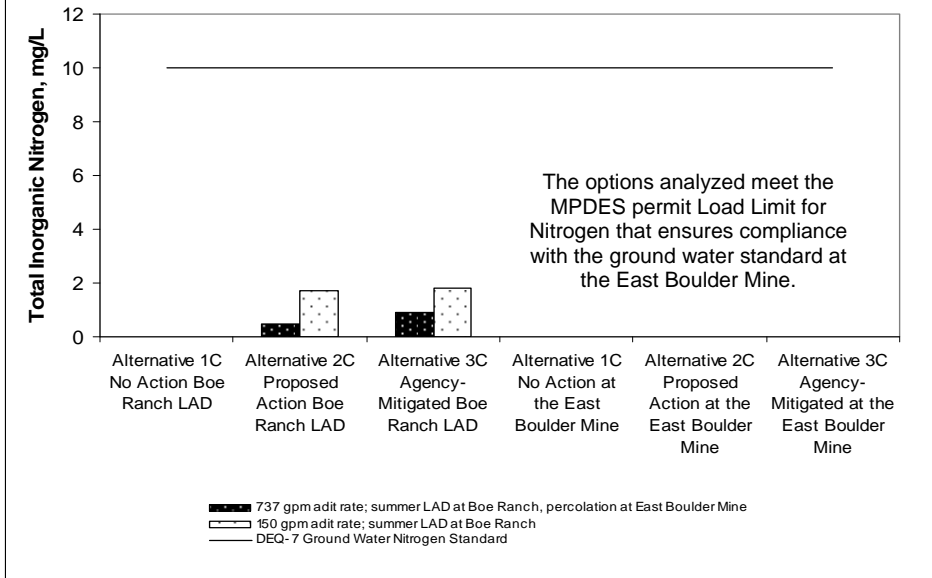 Total Inorganic Nitrogen, mg/L
12
10
8
6
4
2
0
The options analyzed meet the
MPDES permit Load Limit for
Nitrogen that ensures compliance
with the ground water standard at
the East Boulder Mine.
Alternative 1C
No Action Boe
Ranch LAD
Alternative 2C
Proposed
Action Boe
Ranch LAD
Alternative 3C
Agency-
Mitigated Boe
Ranch LAD
Alternative 1C
No Action at
the East
Boulder Mine
Alternative 2C
Proposed
Action at the
East Boulder
Mine
Alternative 3C
Agency-
Mitigated at the
East Boulder
Mine
737 gpm adit rate; summer LAD at Boe Ranch, percolation at East Boulder Mine
150 gpm adit rate; summer LAD at Boe Ranch
DEQ-7 Ground Water Nitrogen Standard